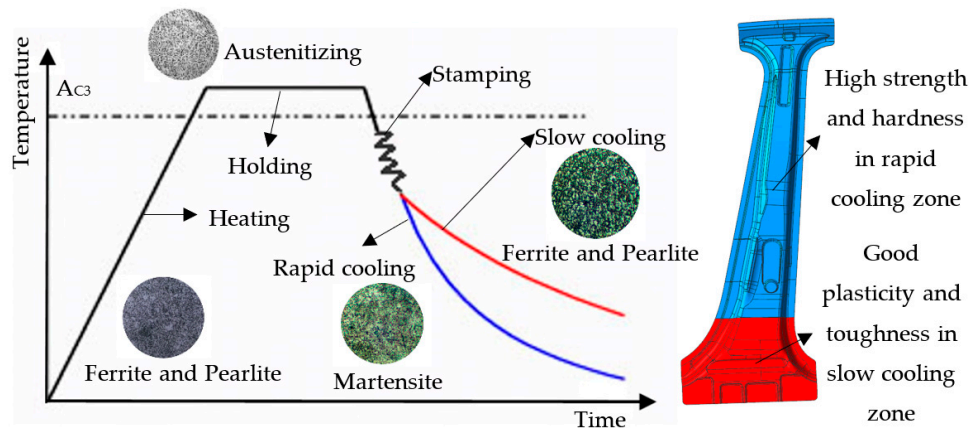 Temperature
AC3
Austenitizing
Stamping
Holding
Slow cooling
Heating
Rapid cooling
Ferrite and Pearlite
Ferrite and Pearlite
Martensite
Time
High strength
and hardness
in rapid
cooling zone
Good
plasticity and
toughness in
slow cooling
zone